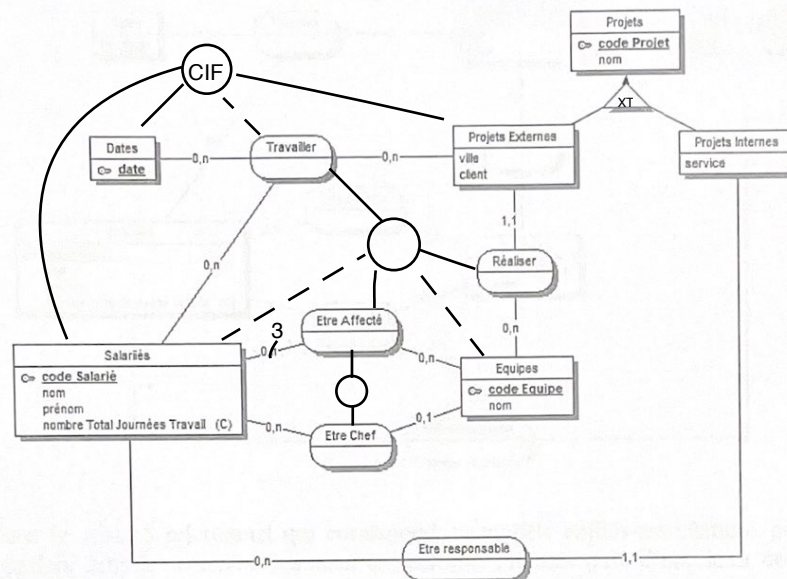 Projets
code Projet
nom
CIF
XT
Dates
date
Travailler
0,n
0,n
Projets Externes
ville
client
Projets Internes
service
1,1
0,n
Réaliser
Etre Affecté
3
0,n
0,n
0,n
Salariés
code Salarié
nom
prénom
nombre Total Journées Travail (C)
Equipes
code Equipe
nom
0,n
0,1
Etre Chef
0,n
Etre responsable
1,1